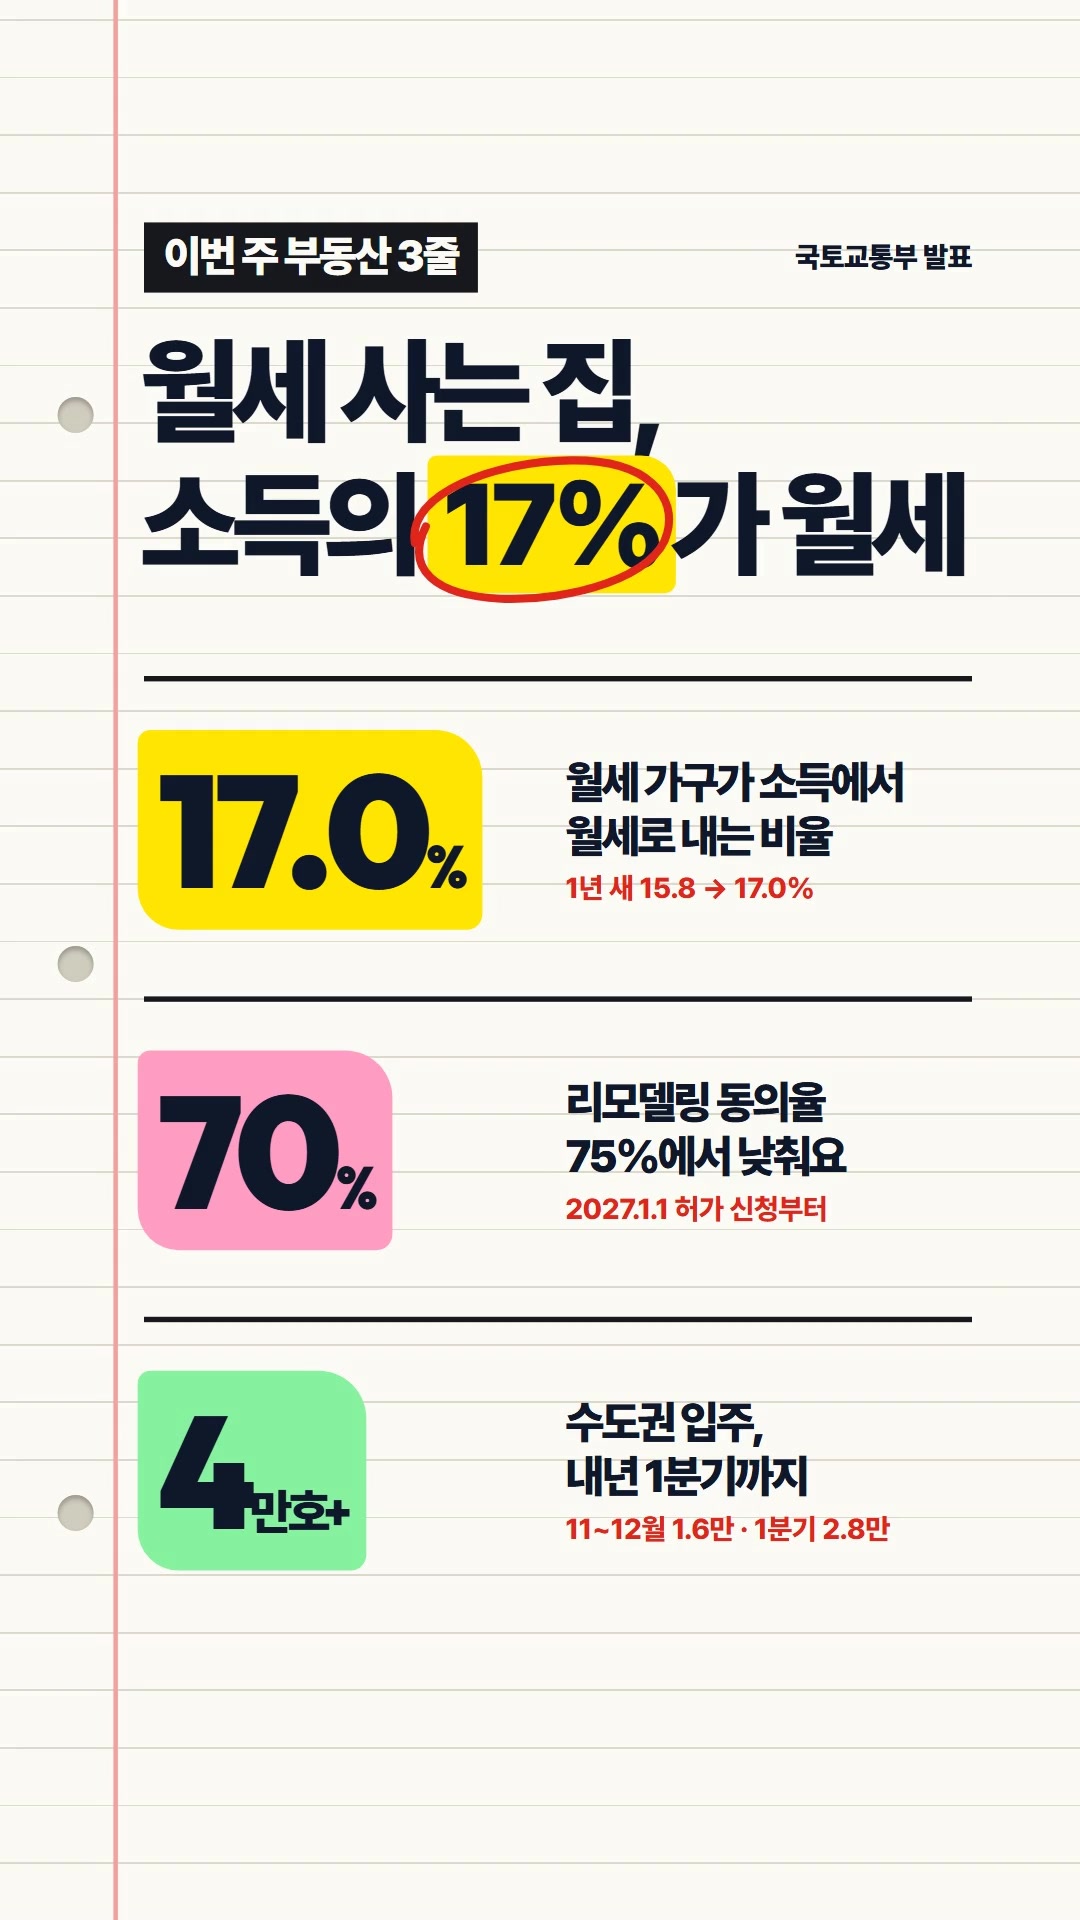 이번 주 부동산 3줄
국토교통부 발표
월세 사는 집,
소득의 17%가 월세
17.0%
월세 가구가 소득에서
월세로 내는 비율
1년 새 15.8 → 17.0%
70%
리모델링 동의율
75%에서 낮춰요
2027.1.1 허가 신청부터
4만호+
수도권 입주,
내년 1분기까지
11~12월 1.6만 · 1분기 2.8만